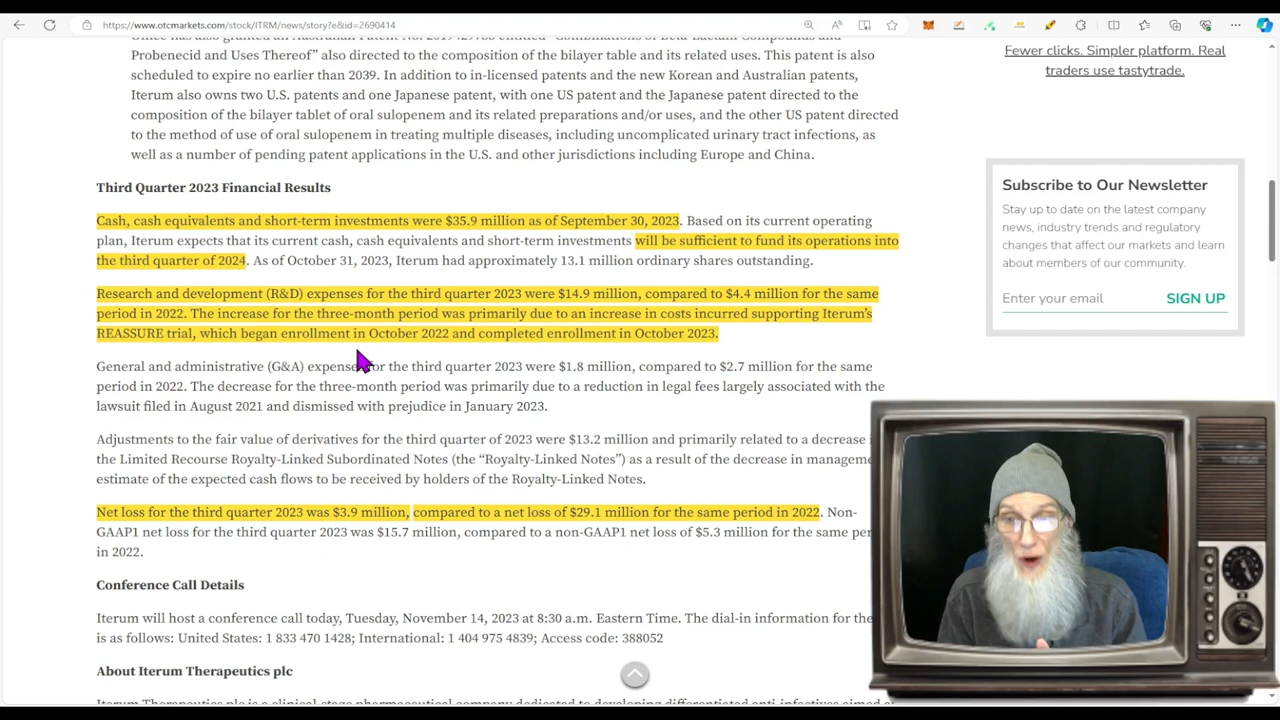 https://www.otcmarkets.com/stock/ITRM/news/story?e&id=2690414
Probenecid and Uses Thereof” also directed to the composition of the bilayer table and its related uses. This patent is also
scheduled to expire no earlier than 2039. In addition to in-licensed patents and the new Korean and Australian patents,
Iterum also owns two U.S. patents and one Japanese patent, with one US patent and the Japanese patent directed to the
composition of the bilayer tablet of oral sulopenem and its related preparations and/or uses, and the other US patent directed
to the method of use of oral sulopenem in treating multiple diseases, including uncomplicated urinary tract infections, as
well as a number of pending patent applications in the U.S. and other jurisdictions including Europe and China.
Third Quarter 2023 Financial Results
Cash, cash equivalents and short-term investments were $35.9 million as of September 30, 2023. Based on its current operating
plan, Iterum expects that its current cash, cash equivalents and short-term investments will be sufficient to fund its operations into
the third quarter of 2024. As of October 31, 2023, Iterum had approximately 13.1 million ordinary shares outstanding.
Research and development (R&D) expenses for the third quarter 2023 were $14.9 million, compared to $4.4 million for the same
period in 2022. The increase for the three-month period was primarily due to an increase in costs incurred supporting Iterum’s
REASSURE trial, which began enrollment in October 2022 and completed enrollment in October 2023.
General and administrative (G&A) expenses for the third quarter 2023 were $1.8 million, compared to $2.7 million for the same
period in 2022. The decrease for the three-month period was primarily due to a reduction in legal fees largely associated with the
lawsuit filed in August 2021 and dismissed with prejudice in January 2023.
Adjustments to the fair value of derivatives for the third quarter of 2023 were $13.2 million and primarily related to a decrease
the Limited Recourse Royalty-Linked Subordinated Notes (the “Royalty-Linked Notes”) as a result of the decrease in
estimate of the expected cash flows to be received by holders of the Royalty-Linked Notes.
Net loss for the third quarter 2023 was $3.9 million, compared to a net loss of $29.1 million for the same period in 2022. Non-
GAAP1 net loss for the third quarter 2023 was $15.7 million, compared to a non-GAAP1 net loss of $5.3 million for the same
in 2022.
Conference Call Details
Iterum will host a conference call today, Tuesday, November 14, 2023 at 8:30 a.m. Eastern Time. The dial-in information for
is as follows: United States: 1 833 470 1428; International: 1 404 975 4839; Access code: 388052
About Iterum Therapeutics plc
Fewer clicks. Simpler platform. Real
traders use tastytrade.
Subscribe to Our Newsletter
Stay up to date on the latest company
news, industry trends and regulatory
changes that affect our markets and learn
about members of our community.
Enter your email SIGN UP